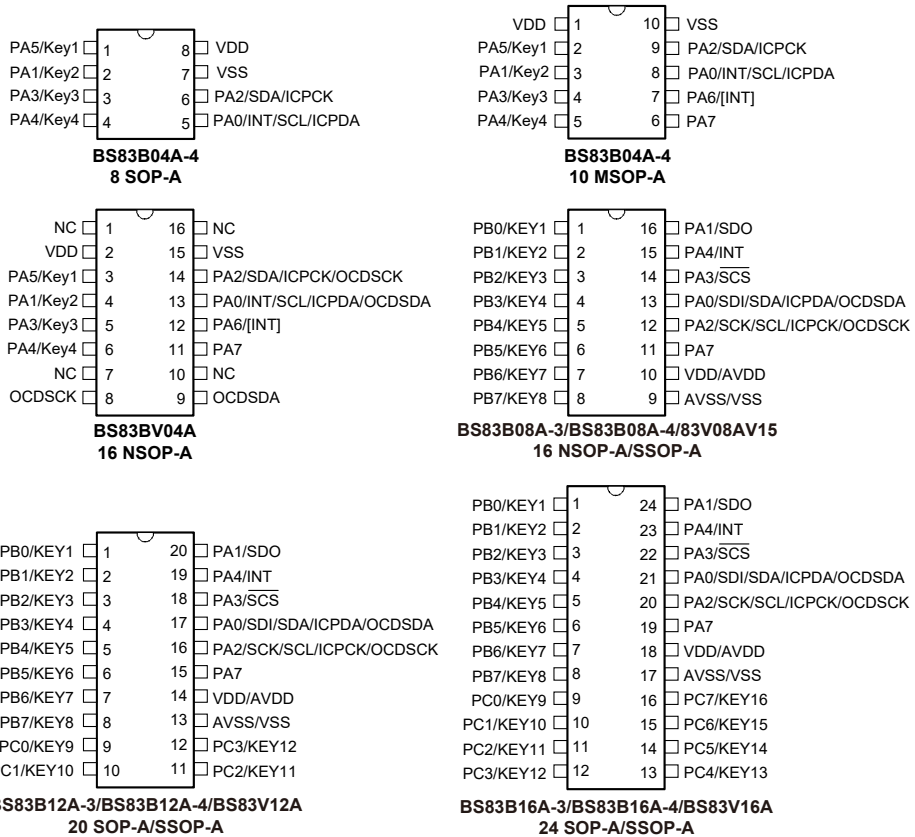 PA5/Key1 1 8 VDD
PA1/Key2 2 7 VSS
PA3/Key3 3 6 PA2/SDA/ICPCK
PA4/Key4 4 5 PA0/INT/SCL/ICPDA
BS83B04A-4
8 SOP-A
VDD 1 10 VSS
PA5/Key1 2 9 PA2/SDA/ICPCK
PA1/Key2 3 8 PA0/INT/SCL/ICPDA
PA3/Key3 4 7 PA6/[INT]
PA4/Key4 5 6 PA7
BS83B04A-4
10 MSOP-A
NC 1 16 NC
VDD 2 15 VSS
PA5/Key1 3 14 PA2/SDA/ICPCK/OCDSCK
PA1/Key2 4 13 PA0/INT/SCL/ICPDA/OCDSDA
PA3/Key3 5 12 PA6/[INT]
PA4/Key4 6 11 PA7
NC 7 10 NC
OCDSCK 8 9 OCDSDA
BS83BV04A
16 NSOP-A
PB0/KEY1 1 16 PA1/SDO
PB1/KEY2 2 15 PA4/INT
PB2/KEY3 3 14 PA3/SCS
PB3/KEY4 4 13 PA0/SDI/SDA/ICPDA/OCDSDA
PB4/KEY5 5 12 PA2/SCK/SCL/ICPCK/OCDSCK
PB5/KEY6 6 11 PA7
PB6/KEY7 7 10 VDD/AVDD
PB7/KEY8 8 9 AVSS/VSS
BS83B08A-3/BS83B08A-4/83V08AV15
16 NSOP-A/SSOP-A
PB0/KEY1 1 20 PA1/SDO
PB1/KEY2 2 19 PA4/INT
PB2/KEY3 3 18 PA3/SCS
PB3/KEY4 4 17 PA0/SDI/SDA/ICPDA/OCDSDA
PB4/KEY5 5 16 PA2/SCK/SCL/ICPCK/OCDSCK
PB5/KEY6 6 15 PA7
PB6/KEY7 7 14 VDD/AVDD
PB7/KEY8 8 13 AVSS/VSS
PC0/KEY9 9 12 PC3/KEY12
C1/KEY10 10 11 PC2/KEY11
S83B12A-3/BS83B12A-4/BS83V12A
20 SOP-A/SSOP-A
PB0/KEY1 1 24 PA1/SDO
PB1/KEY2 2 23 PA4/INT
PB2/KEY3 3 22 PA3/SCS
PB3/KEY4 4 21 PA0/SDI/SDA/ICPDA/OCDSDA
PB4/KEY5 5 20 PA2/SCK/SCL/ICPCK/OCDSCK
PB5/KEY6 6 19 PA7
PB6/KEY7 7 18 VDD/AVDD
PB7/KEY8 8 17 AVSS/VSS
PC0/KEY9 9 16 PC7/KEY16
PC1/KEY10 10 15 PC6/KEY15
PC2/KEY11 11 14 PC5/KEY14
PC3/KEY12 12 13 PC4/KEY13
BS83B16A-3/BS83B16A-4/BS83V16A
24 SOP-A/SSOP-A